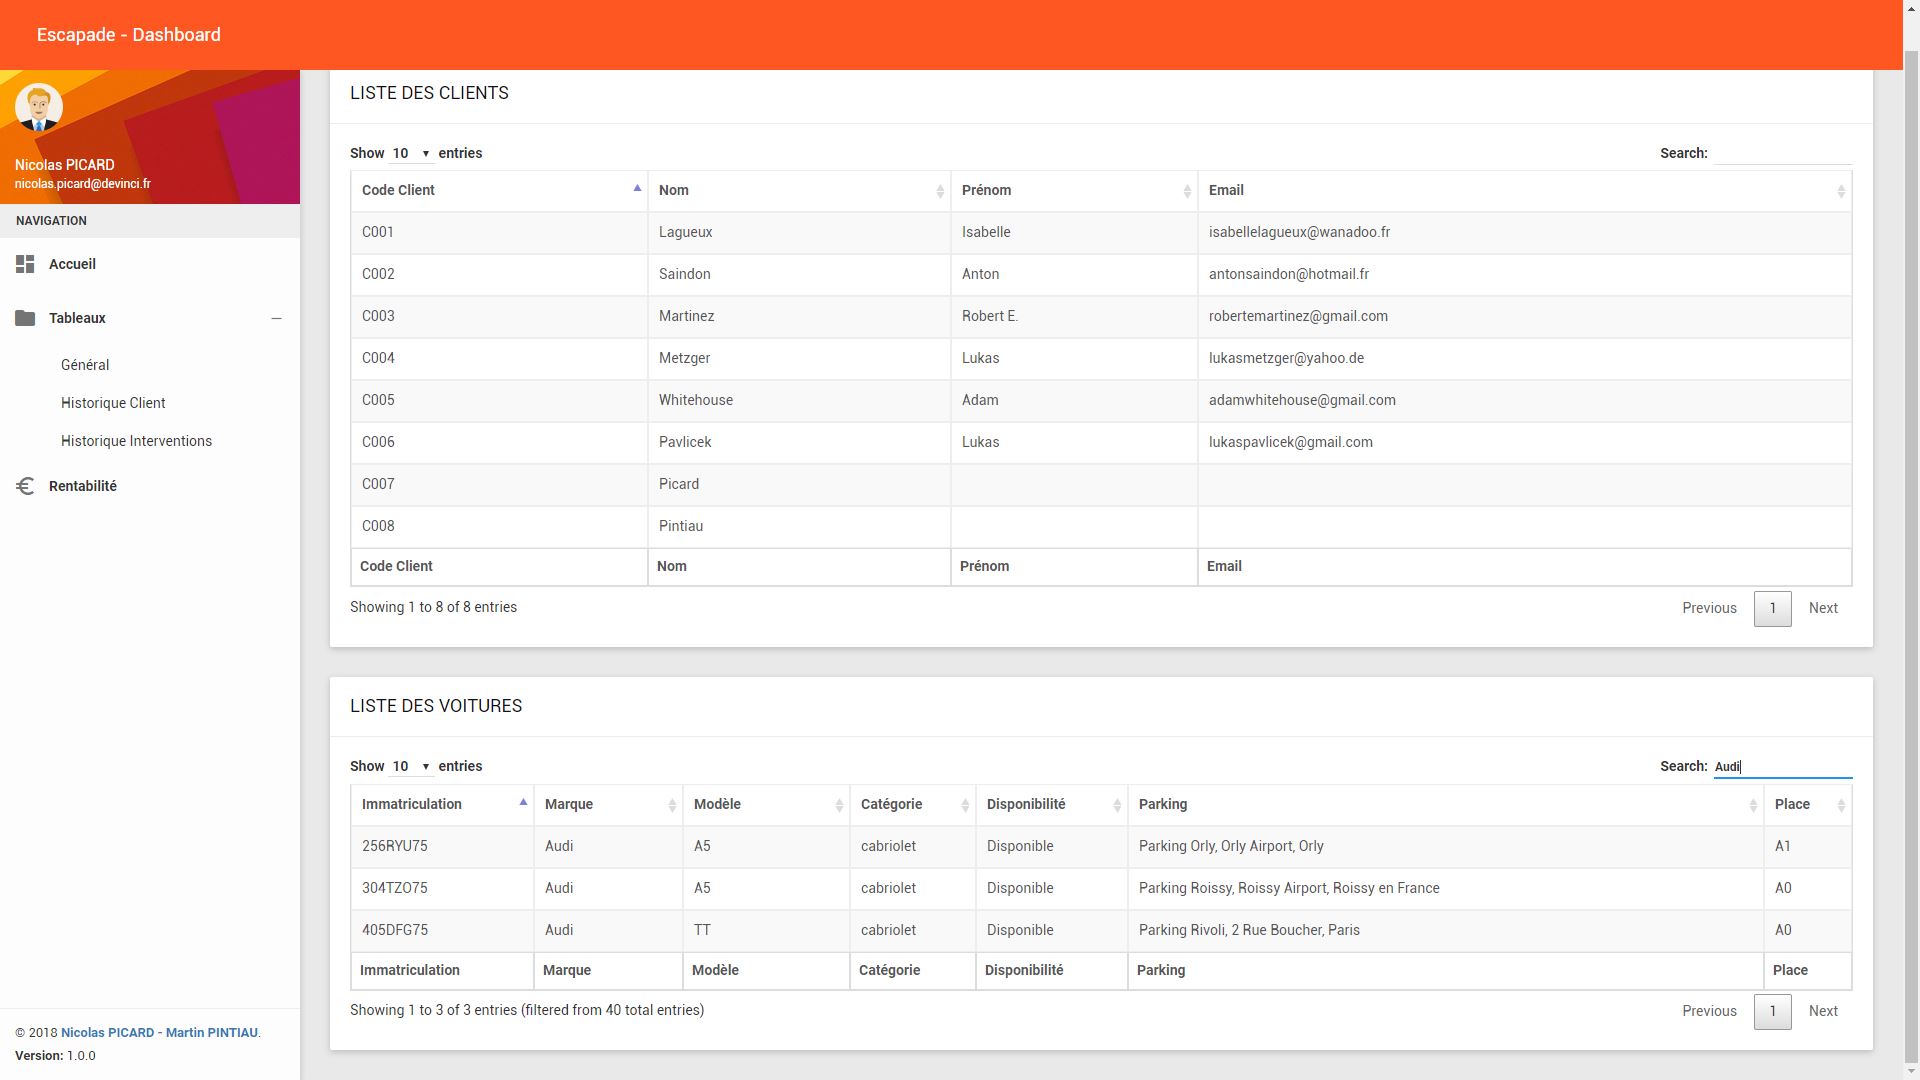 Escapade - Dashboard
Nicolas PICARD
nicolas.picard@devinci.fr
NAVIGATION
Accueil
Tableaux
Général
Historique Client
Historique Interventions
Rentabilité
© 2018 Nicolas PICARD - Martin PINTIAU.
Version: 1.0.0
LISTE DES CLIENTS
Show 10 entries Search:
Code Client Nom Prénom Email
C001 Lagueux Isabelle isabellelagueux@wanadoo.fr
C002 Saindon Anton antonsaindon@hotmail.fr
C003 Martinez Robert E. robertemartinez@gmail.com
C004 Metzger Lukas lukasmetzger@yahoo.de
C005 Whitehouse Adam adamwhitehouse@gmail.com
C006 Pavlicek Lukas lukaspavlicek@gmail.com
C007 Picard
C008 Pintiau
Code Client Nom Prénom Email
Showing 1 to 8 of 8 entries Previous 1 Next
LISTE DES VOITURES
Show 10 entries Search: Audi
Immatriculation Marque Modèle Catégorie Disponibilité Parking Place
256RYU75 Audi A5 cabriolet Disponible Parking Orly, Orly Airport, Orly A1
304TZO75 Audi A5 cabriolet Disponible Parking Roissy, Roissy Airport, Roissy en France A0
405DFG75 Audi TT cabriolet Disponible Parking Rivoli, 2 Rue Boucher, Paris A0
Immatriculation Marque Modèle Catégorie Disponibilité Parking Place
Showing 1 to 3 of 3 entries (filtered from 40 total entries) Previous 1 Next